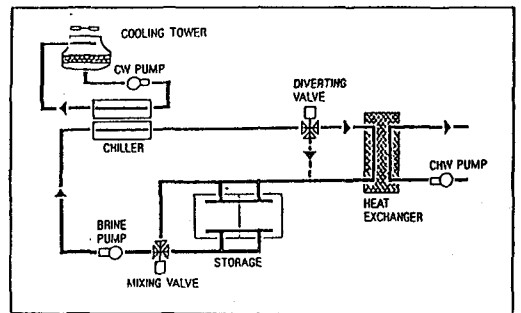 COOLING TOWER
CW PUMP
DIVERTING
VALVE
CHILLER
CHW PUMP
HEAT
EXCHANGER
BRINE
PUMP
STORAGE
MIXING VALVE